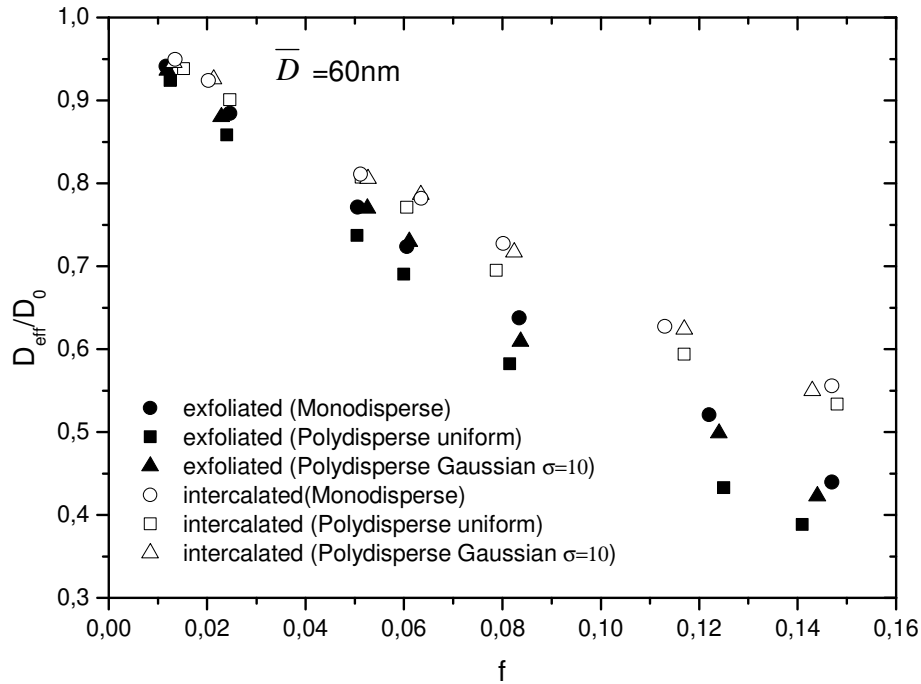 1,0
0,9
0,8
0,7
0,6
0,5
0,4
0,3
D̅ =60nm
D_eff/D_0
exfoliated (Monodisperse)
exfoliated (Polydisperse uniform)
exfoliated (Polydisperse Gaussian σ=10)
intercalated(Monodisperse)
intercalated (Polydisperse uniform)
intercalated (Polydisperse Gaussian σ=10)
0,00 0,02 0,04 0,06 0,08 0,10 0,12 0,14 0,16
f